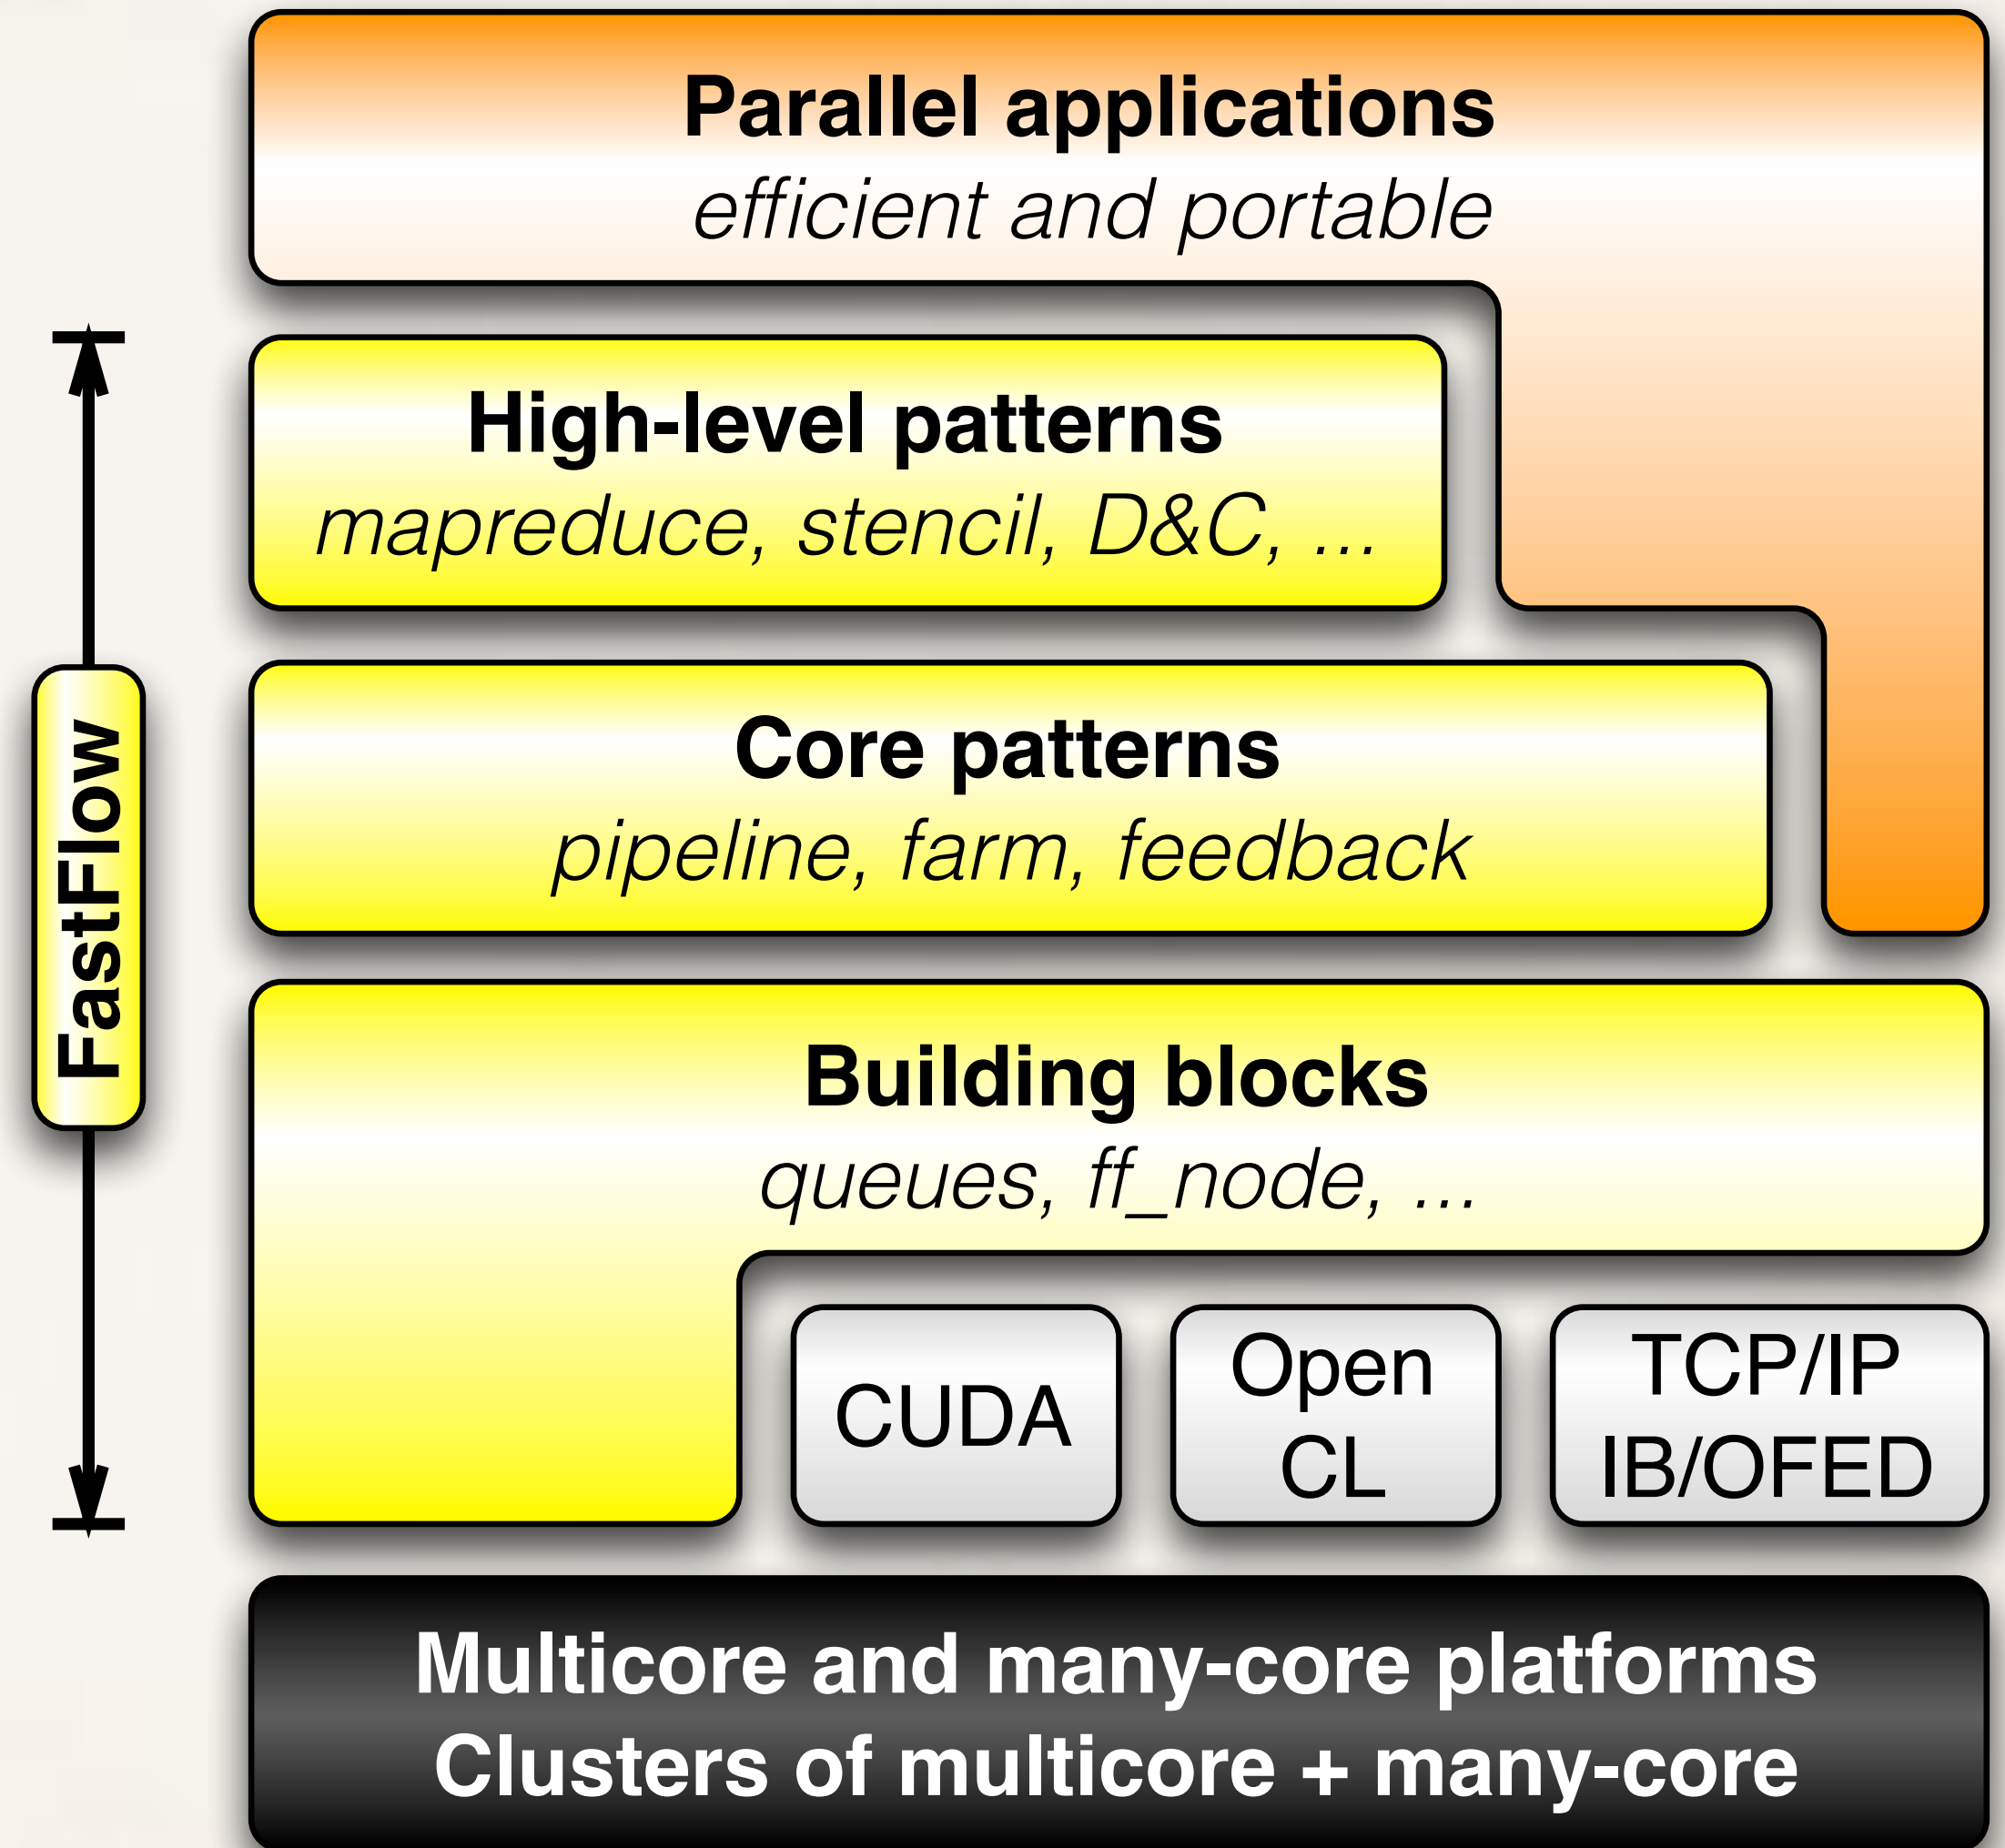 Parallel applications
efficient and portable
High-level patterns
mapreduce, stencil, D&C, ...
FastFlow
Core patterns
pipeline, farm, feedback
Building blocks
queues, ff_node, ...
CUDA
Open
CL
TCP/IP
IB/OFED
Multicore and many-core platforms
Clusters of multicore + many-core